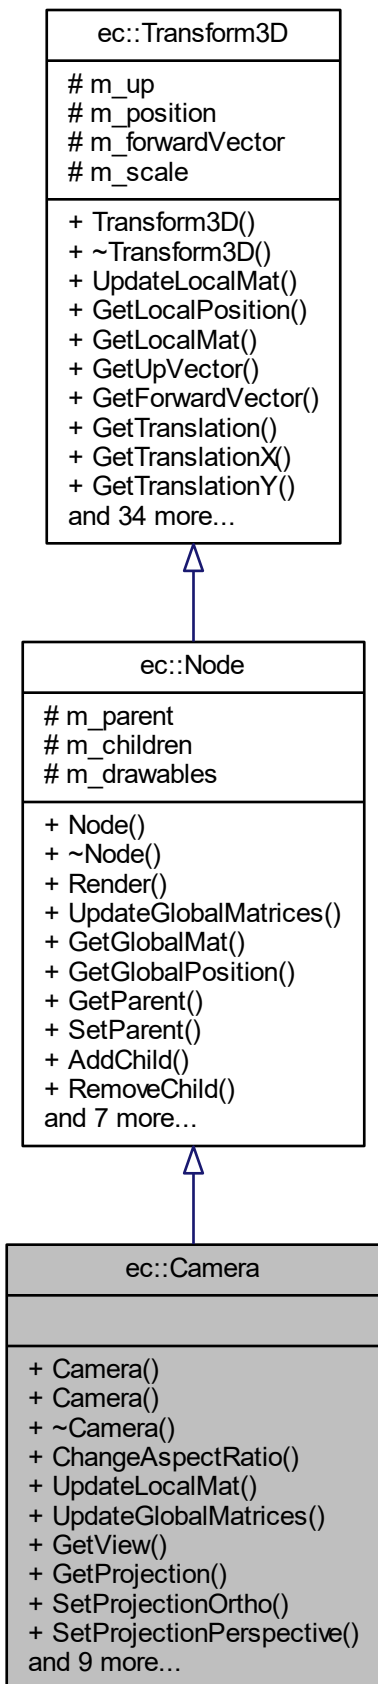 ec::Transform3D
# m_up
# m_position
# m_forwardVector
# m_scale
+ Transform3D()
+ ~Transform3D()
+ UpdateLocalMat()
+ GetLocalPosition()
+ GetLocalMat()
+ GetUpVector()
+ GetForwardVector()
+ GetTranslation()
+ GetTranslationX()
+ GetTranslationY()
and 34 more...
ec::Node
# m_parent
# m_children
# m_drawables
+ Node()
+ ~Node()
+ Render()
+ UpdateGlobalMatrices()
+ GetGlobalMat()
+ GetGlobalPosition()
+ GetParent()
+ SetParent()
+ AddChild()
+ RemoveChild()
and 7 more...
ec::Camera
+ Camera()
+ Camera()
+ ~Camera()
+ ChangeAspectRatio()
+ UpdateLocalMat()
+ UpdateGlobalMatrices()
+ GetView()
+ GetProjection()
+ SetProjectionOrtho()
+ SetProjectionPerspective()
and 9 more...